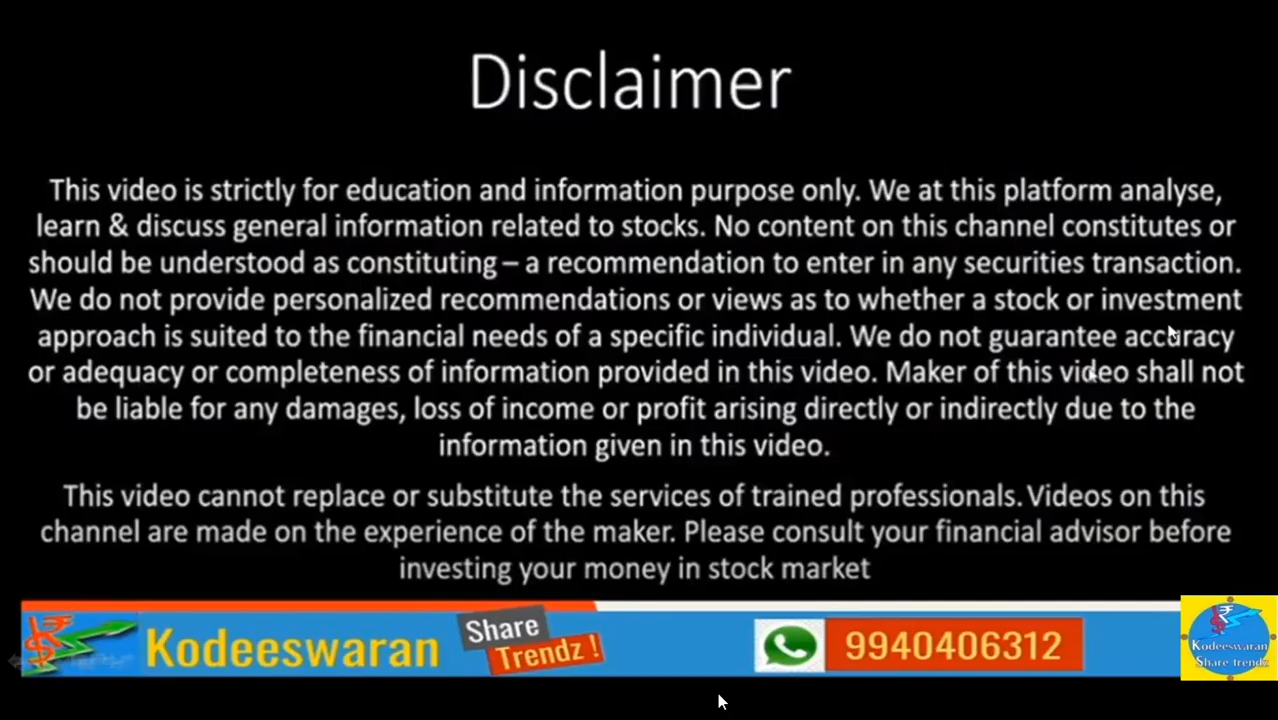 Disclaimer
This video is strictly for education and information purpose only. We at this platform analyse,
learn & discuss general information related to stocks. No content on this channel constitutes or
should be understood as constituting – a recommendation to enter in any securities transaction.
We do not provide personalized recommendations or views as to whether a stock or investment
approach is suited to the financial needs of a specific individual. We do not guarantee accuracy
or adequacy or completeness of information provided in this video. Maker of this video shall not
be liable for any damages, loss of income or profit arising directly or indirectly due to the
information given in this video.
This video cannot replace or substitute the services of trained professionals. Videos on this
channel are made on the experience of the maker. Please consult your financial advisor before
investing your money in stock market
Kodeeswaran
Share
Trendz !
9940406312
Kodeeswaran
Share trendz